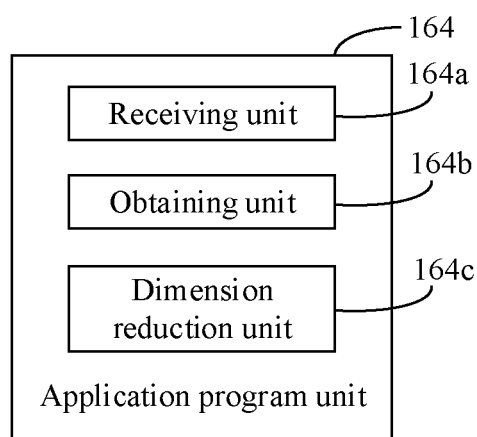 164
164a
Receiving unit
164b
Obtaining unit
164c
Dimension
reduction unit
Application program unit